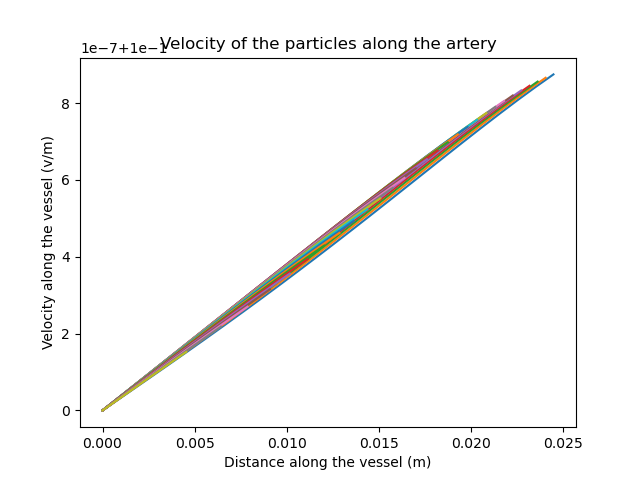 1e−7+1e−1
Velocity of the particles along the artery
8
6
4
2
0
Velocity along the vessel (v/m)
0.000 0.005 0.010 0.015 0.020 0.025
Distance along the vessel (m)